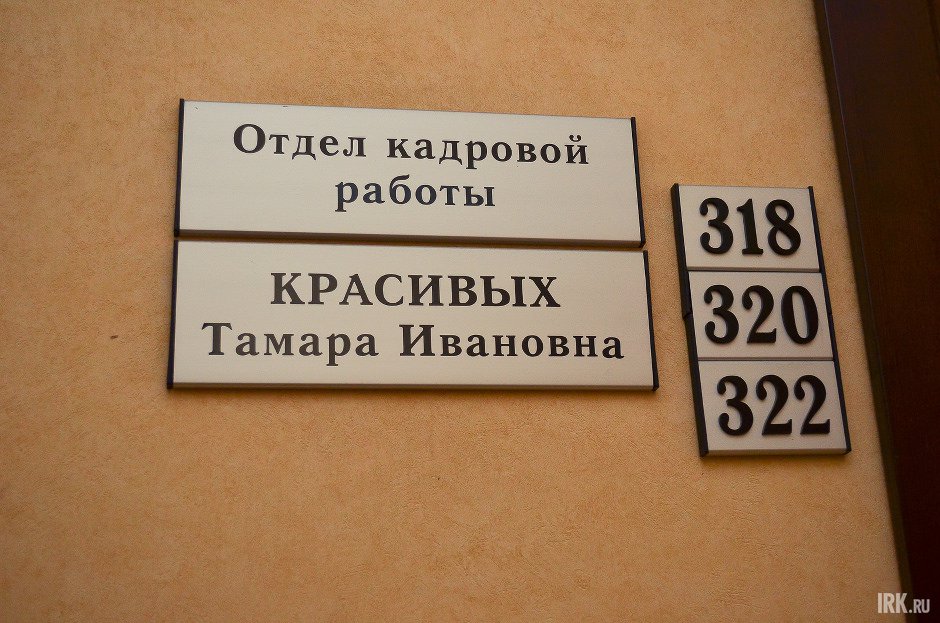 Отдел кадровой
работы
КРАСИВЫХ
Тамара Ивановна
318
320
322
IRK.RU